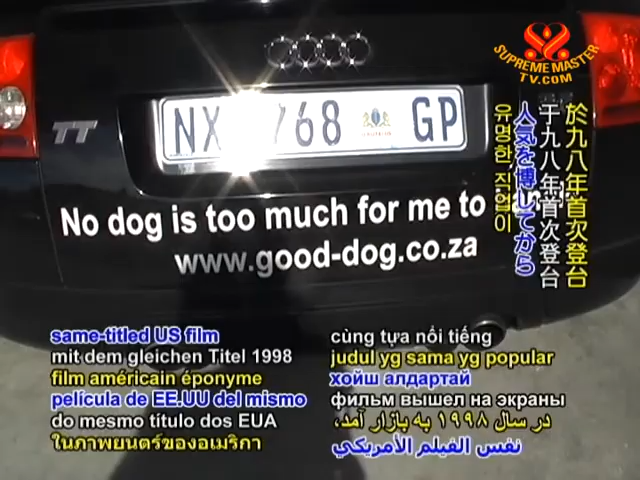 SUPREME MASTER
TV.COM
TT
NX 768 GP
No dog is too much for me to
www.good-dog.co.za
於九八年首次登台
于九八年首次登台
人気を博してから
유명한 직업이
same-titled US film
mit dem gleichen Titel 1998
film américain éponyme
película de EE.UU del mismo
do mesmo título dos EUA
ในภาพยนตร์ของอเมริกา
cùng tựa nổi tiếng
judul yg sama yg popular
хойш алдартай
фильм вышел на экраны
در سال ۱۹۹۸ به بازار آمد،
نفس الفيلم الأمريكي